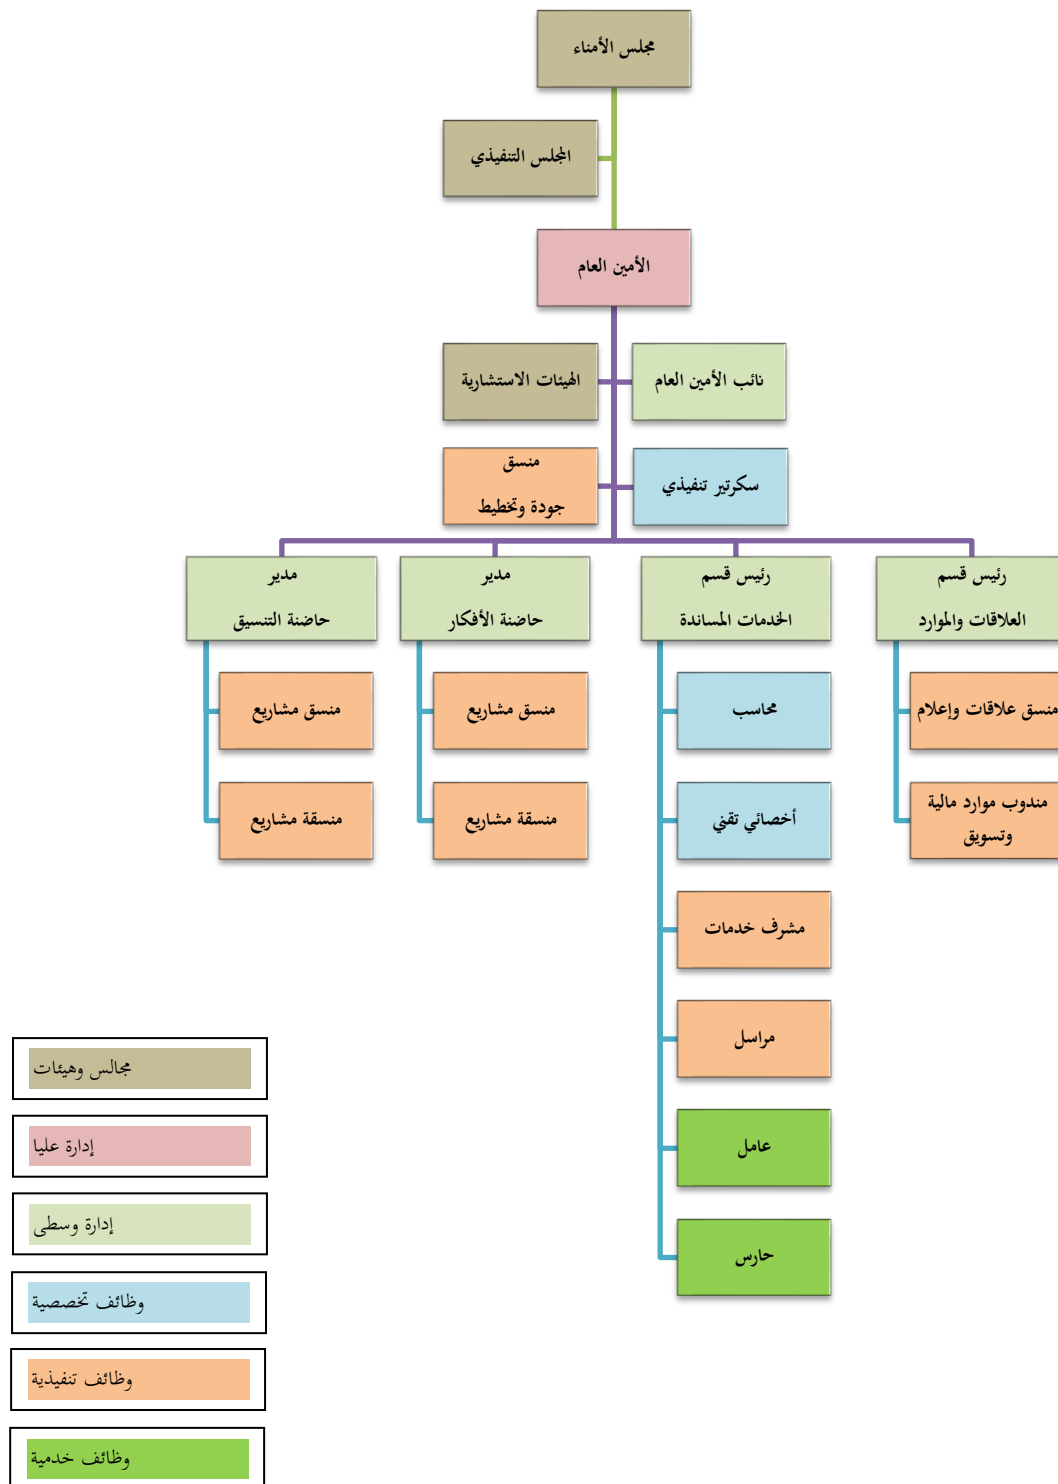 مجلس الأمناء
المجلس التنفيذي
الأمين العام
نائب الأمين العام
الهيئات الاستشارية
سكرتير تنفيذي
منسق
جودة وتخطيط
رئيس قسم
العلاقات والموارد
رئيس قسم
الخدمات المساندة
مدير
حاضنة الأفكار
مدير
حاضنة التنسيق
منسق علاقات وإعلام
محاسب
منسق مشاريع
منسق مشاريع
مندوب موارد مالية
وتسويق
أخصائي تقني
منسقة مشاريع
منسقة مشاريع
مشرف خدمات
مراسل
عامل
حارس
مجالس وهيئات
إدارة عليا
إدارة وسطى
وظائف تخصصية
وظائف تنفيذية
وظائف خدمية